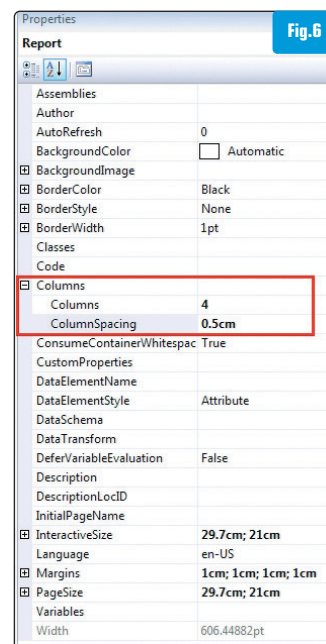 Properties
Fig.6
Report
Assemblies
Author
AutoRefresh 0
BackgroundColor Automatic
BackgroundImage
BorderColor Black
BorderStyle None
BorderWidth 1pt
Classes
Code
Columns
Columns 4
ColumnSpacing 0.5cm
ConsumeContainerWhitespac True
CustomProperties
DataElementName
DataElementStyle Attribute
DataSchema
DataTransform
DeferVariableEvaluation False
Description
DescriptionLocID
InitialPageName
InteractiveSize 29.7cm; 21cm
Language en-US
Margins 1cm; 1cm; 1cm; 1cm
PageSize 29.7cm; 21cm
Variables
Width 606.44882pt